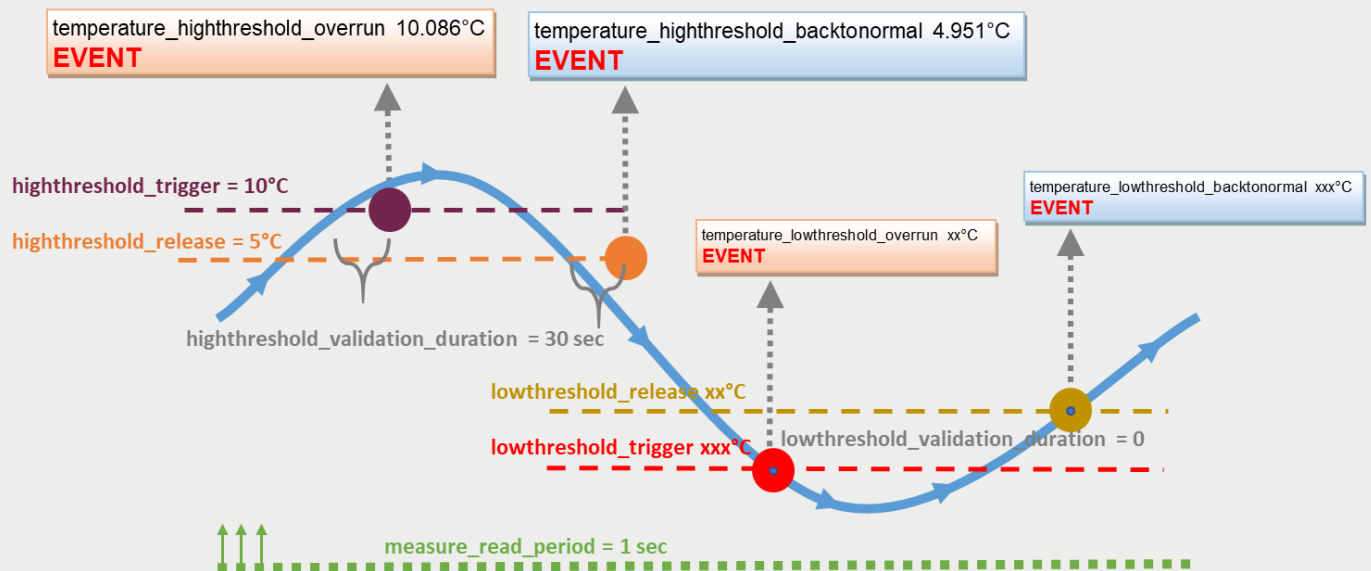 temperature_highthreshold_overrun 10.086°C
EVENT
temperature_highthreshold_backtonormal 4.951°C
EVENT
highthreshold_trigger = 10°C
highthreshold_release = 5°C
temperature_lowthreshold_backtonormal xxx°C
EVENT
temperature_lowthreshold_overrun xx°C
EVENT
highthreshold_validation_duration = 30 sec
lowthreshold_release xx°C
lowthreshold_trigger xxx°C
lowthreshold_validation_duration = 0
measure_read_period = 1 sec